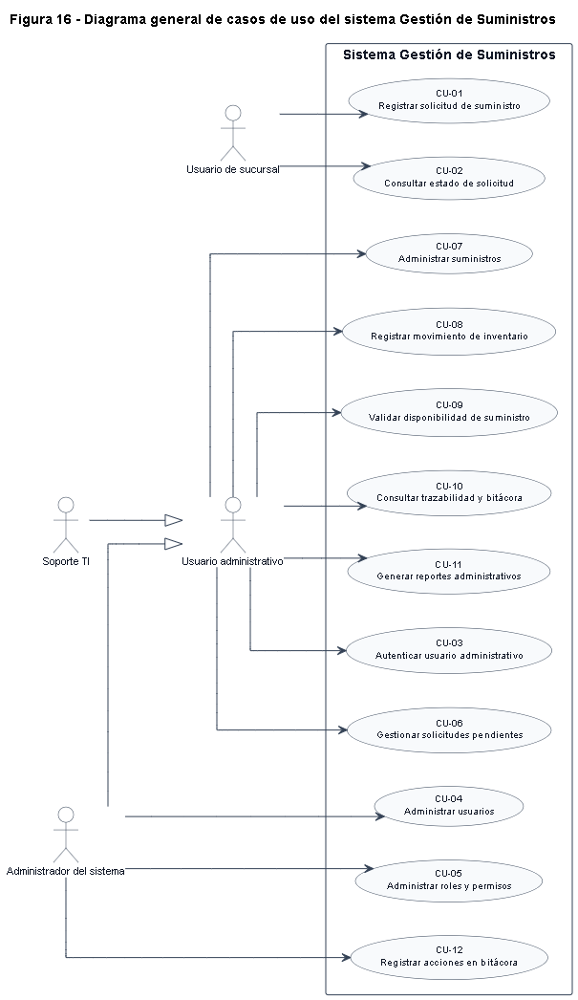 Figura 16 - Diagrama general de casos de uso del sistema Gestión de Suministros
Sistema Gestión de Suministros
CU-01
Registrar solicitud de suministro
Usuario de sucursal
CU-02
Consultar estado de solicitud
CU-07
Administrar suministros
CU-08
Registrar movimiento de inventario
CU-09
Validar disponibilidad de suministro
CU-10
Consultar trazabilidad y bitácora
Soporte TI
Usuario administrativo
CU-11
Generar reportes administrativos
CU-03
Autenticar usuario administrativo
CU-06
Gestionar solicitudes pendientes
CU-04
Administrar usuarios
Administrador del sistema
CU-05
Administrar roles y permisos
CU-12
Registrar acciones en bitácora